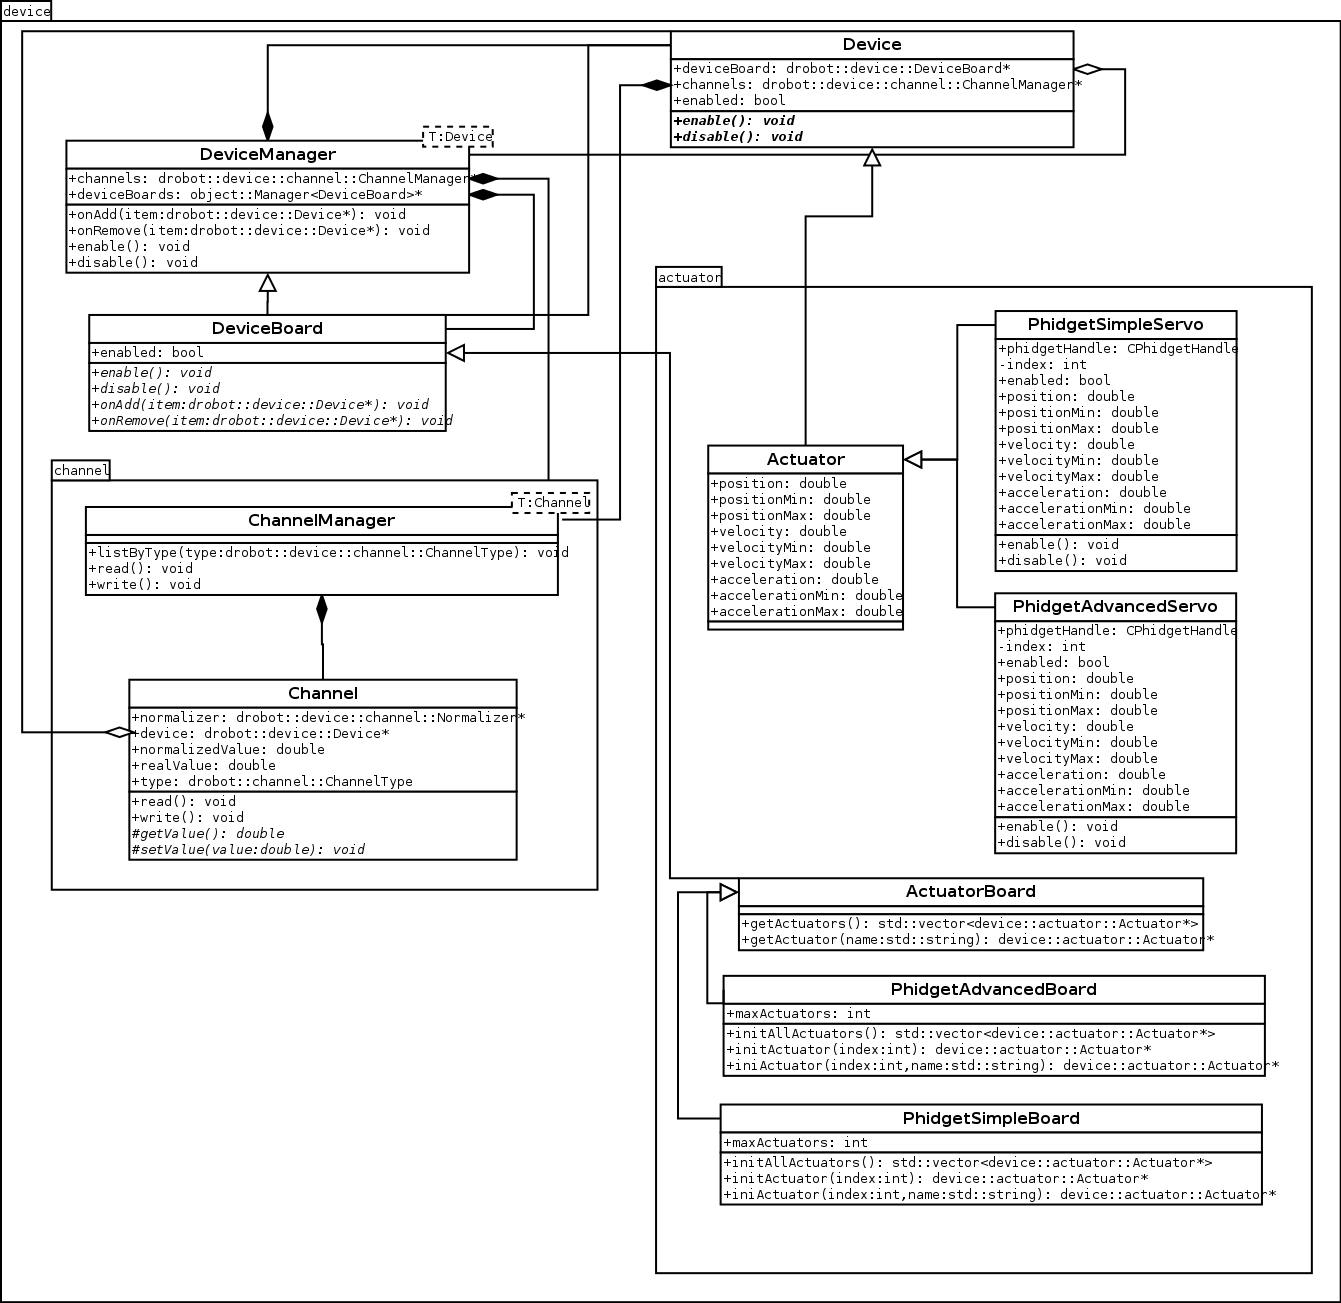 device
Device
+deviceBoard: drobot::device::DeviceBoard*
+channels: drobot::device::channel::ChannelManager*
+enabled: bool
+enable(): void
+disable(): void
T:Device
DeviceManager
+channels: drobot::device::channel::ChannelManager*
+deviceBoards: object::Manager<DeviceBoard>*
+onAdd(item:drobot::device::Device*): void
+onRemove(item:drobot::device::Device*): void
+enable(): void
+disable(): void
DeviceBoard
+enabled: bool
+enable(): void
+disable(): void
+onAdd(item:drobot::device::Device*): void
+onRemove(item:drobot::device::Device*): void
channel
T:Channel
ChannelManager
+listByType(type:drobot::device::channel::ChannelType): void
+read(): void
+write(): void
Channel
+normalizer: drobot::device::channel::Normalizer*
+device: drobot::device::Device*
+normalizedValue: double
+realValue: double
+type: drobot::channel::ChannelType
+read(): void
+write(): void
#getValue(): double
#setValue(value:double): void
actuator
Actuator
+position: double
+positionMin: double
+positionMax: double
+velocity: double
+velocityMin: double
+velocityMax: double
+acceleration: double
+accelerationMin: double
+accelerationMax: double
PhidgetSimpleServo
+phidgetHandle: CPhidgetHandle
-index: int
+enabled: bool
+position: double
+positionMin: double
+positionMax: double
+velocity: double
+velocityMin: double
+velocityMax: double
+acceleration: double
+accelerationMin: double
+accelerationMax: double
+enable(): void
+disable(): void
PhidgetAdvancedServo
+phidgetHandle: CPhidgetHandle
-index: int
+enabled: bool
+position: double
+positionMin: double
+positionMax: double
+velocity: double
+velocityMin: double
+velocityMax: double
+acceleration: double
+accelerationMin: double
+accelerationMax: double
+enable(): void
+disable(): void
ActuatorBoard
+getActuators(): std::vector<device::actuator::Actuator*>
+getActuator(name:std::string): device::actuator::Actuator*
PhidgetAdvancedBoard
+maxActuators: int
+initAllActuators(): std::vector<device::actuator::Actuator*>
+initActuator(index:int): device::actuator::Actuator*
+iniActuator(index:int,name:std::string): device::actuator::Actuator*
PhidgetSimpleBoard
+maxActuators: int
+initAllActuators(): std::vector<device::actuator::Actuator*>
+initActuator(index:int): device::actuator::Actuator*
+iniActuator(index:int,name:std::string): device::actuator::Actuator*